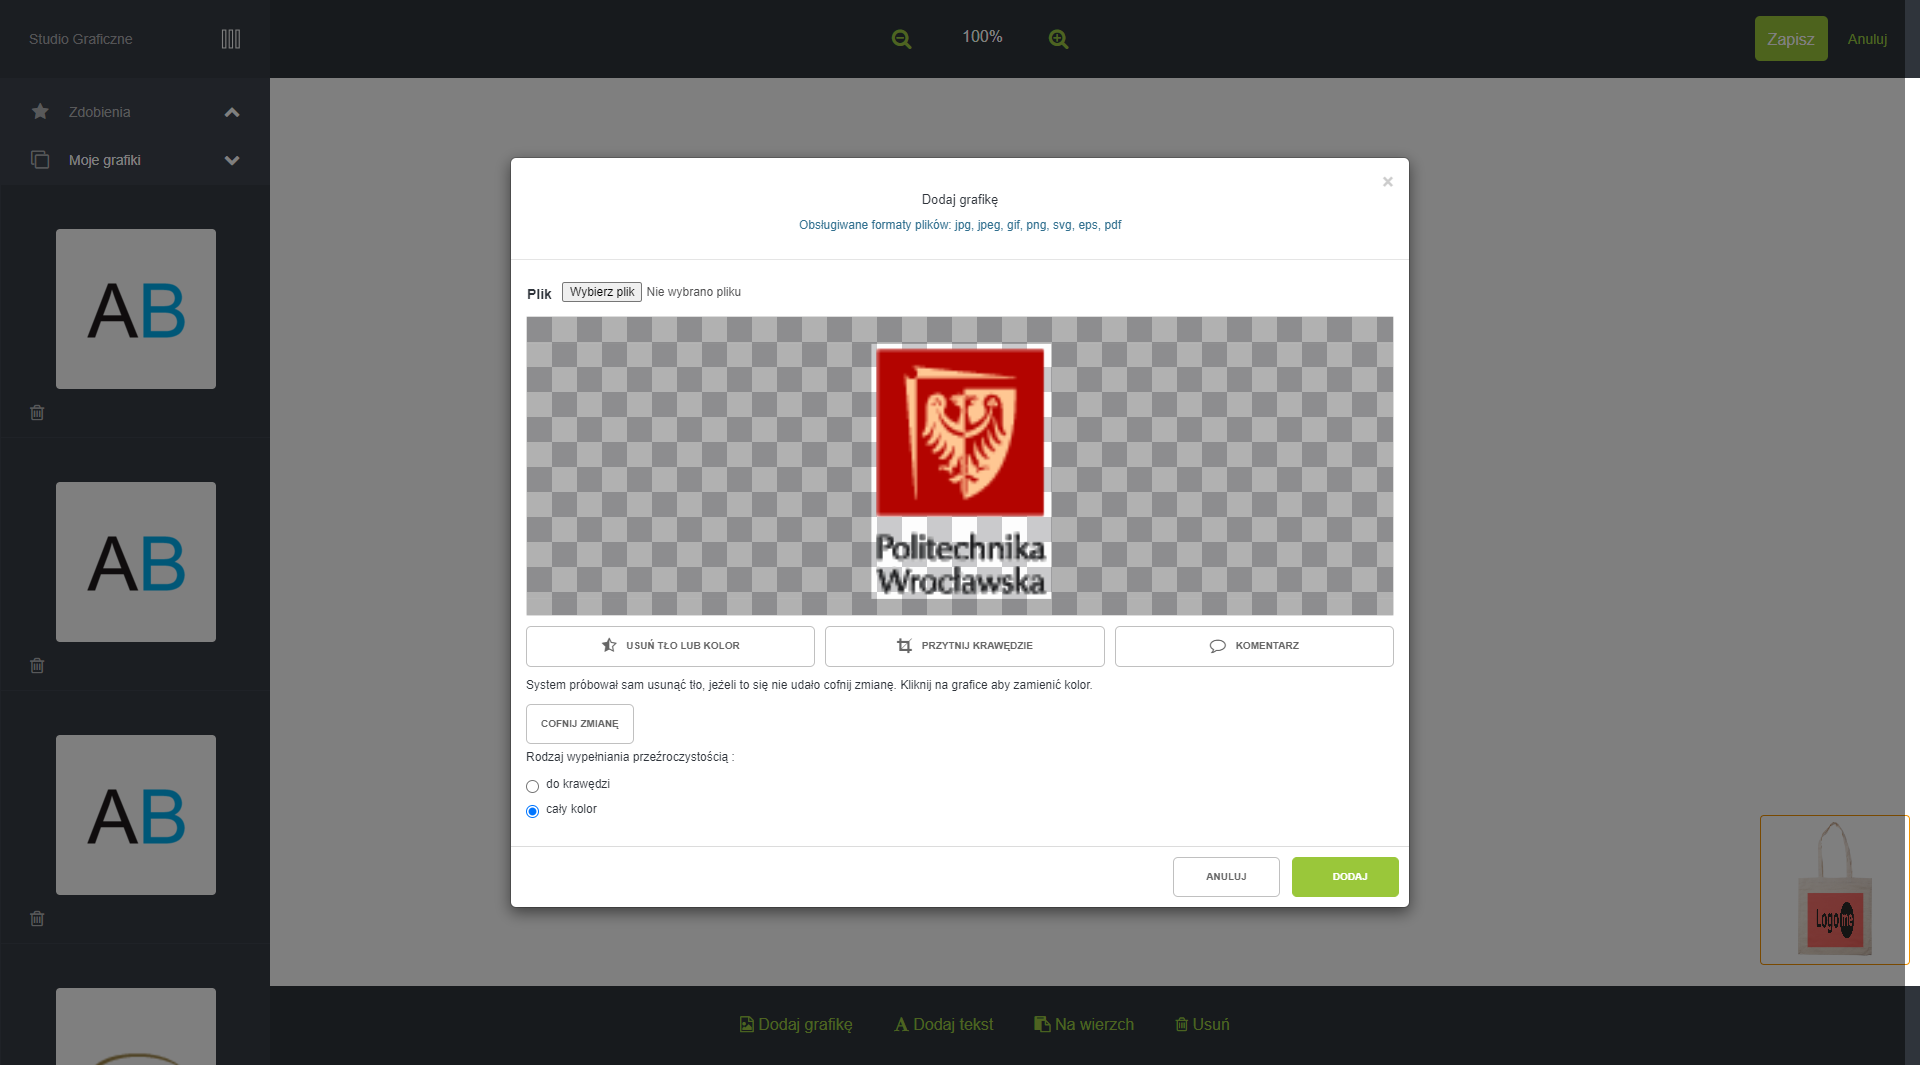 Studio Graficzne
100%
Zapisz
Anuluj
Zdobienia
Moje grafiki
AB
AB
AB
×
Dodaj grafikę
Obsługiwane formaty plików: jpg, jpeg, gif, png, svg, eps, pdf
Plik
Wybierz plik Nie wybrano pliku
Politechnika
Wrocławska
USUŃ TŁO LUB KOLOR
PRZYTNIJ KRAWĘDZIE
KOMENTARZ
System próbował sam usunąć tło, jeżeli to się nie udało cofnij zmianę. Kliknij na grafice aby zamienić kolor.
COFNIJ ZMIANĘ
Rodzaj wypełniania przeźroczystością :
do krawędzi
cały kolor
ANULUJ
DODAJ
Logo me
Dodaj grafikę
Dodaj tekst
Na wierzch
Usuń